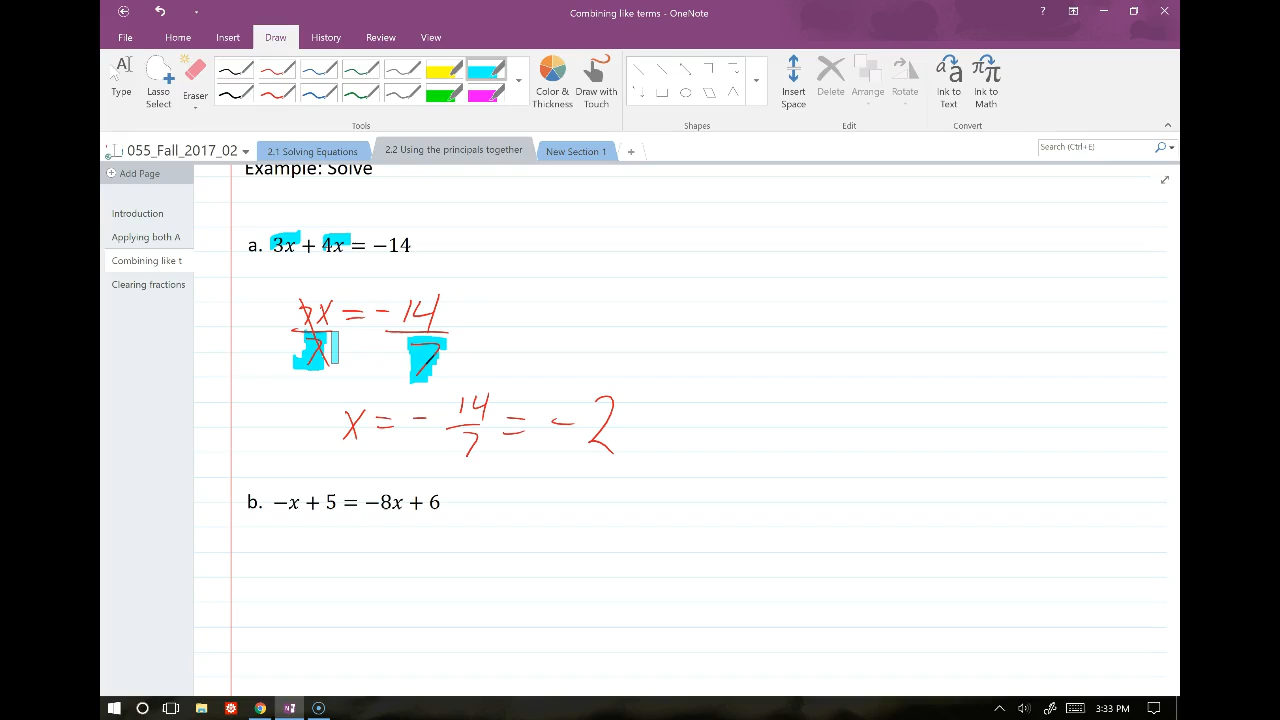 Combining like terms - OneNote
?
File Home Insert Draw History Review View
Type
Lasso Select
Eraser
Color & Thickness
Draw with Touch
Insert Space
Delete
Arrange
Rotate
Ink to Text
Ink to Math
Tools
Shapes
Edit
Convert
055_Fall_2017_02
2.1 Solving Equations
2.2 Using the principals together
New Section 1
Search (Ctrl+E)
Add Page
Introduction
Applying both A
Combining like t
Clearing fractions
Example: Solve
a. 3x + 4x = −14
7x = - 14
7 7
x = - 14/7 = - 2
b. −x + 5 = −8x + 6
3:33 PM